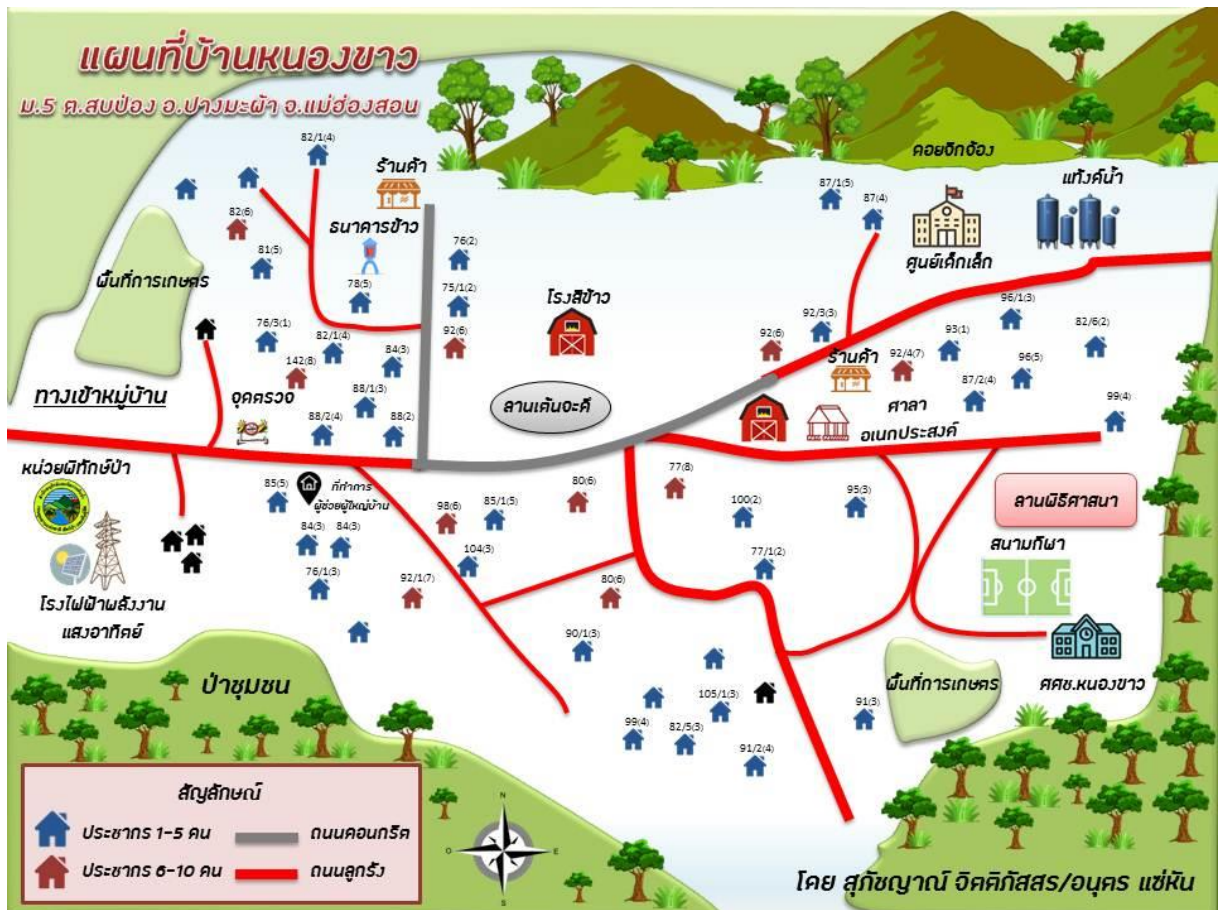 แผนที่บ้านหนองขาว
ม.5 ต.สบป่อง อ.ปางมะผ้า จ.แม่ฮ่องสอน
82/1(4)
ร้านค้า
ดอยจิกจ้อง
แท้งค์น้ำ
87/1(5)
87(4)
82(6)
ธนาคารข้าว
76(2)
ศูนย์เด็กเล็ก
81(5)
พื้นที่การเกษตร
78(5)
75/1(2)
โรงสีข้าว
96/1(3)
76/3(1)
82/1(4)
92(6)
92(6)
92/3(3)
93(1)
82/6(2)
142(8)
84(3)
ร้านค้า
92/4(7)
96(5)
ทางเข้าหมู่บ้าน
จุดตรวจ
88/1(3)
ลานเต้นจะคึ
87/2(4)
ศาลา
อเนกประสงค์
99(4)
88/2(4)
88(2)
หน่วยพิทักษ์ป่า
85(5)
ที่ทำการ
ผู้ช่วยผู้ใหญ่บ้าน
98(6)
85/1(5)
80(6)
77(8)
100(2)
95(3)
ลานพิธีศาสนา
84(3)
84(3)
104(3)
สนามกีฬา
76/1(3)
92/1(7)
80(6)
77/1(2)
โรงไฟฟ้าพลังงาน
แสงอาทิตย์
90/1(3)
ป่าชุมชน
พื้นที่การเกษตร
ศศช.หนองขาว
105/1(3)
99(4)
82/5(3)
91(3)
91/2(4)
สัญลักษณ์
ประชากร 1-5 คน
ถนนคอนกรีต
ประชากร 6-10 คน
ถนนลูกรัง
N
O
E
S
โดย สุภัชญาณ์ จิตติภัสสร/อนุตร แซ่หัน